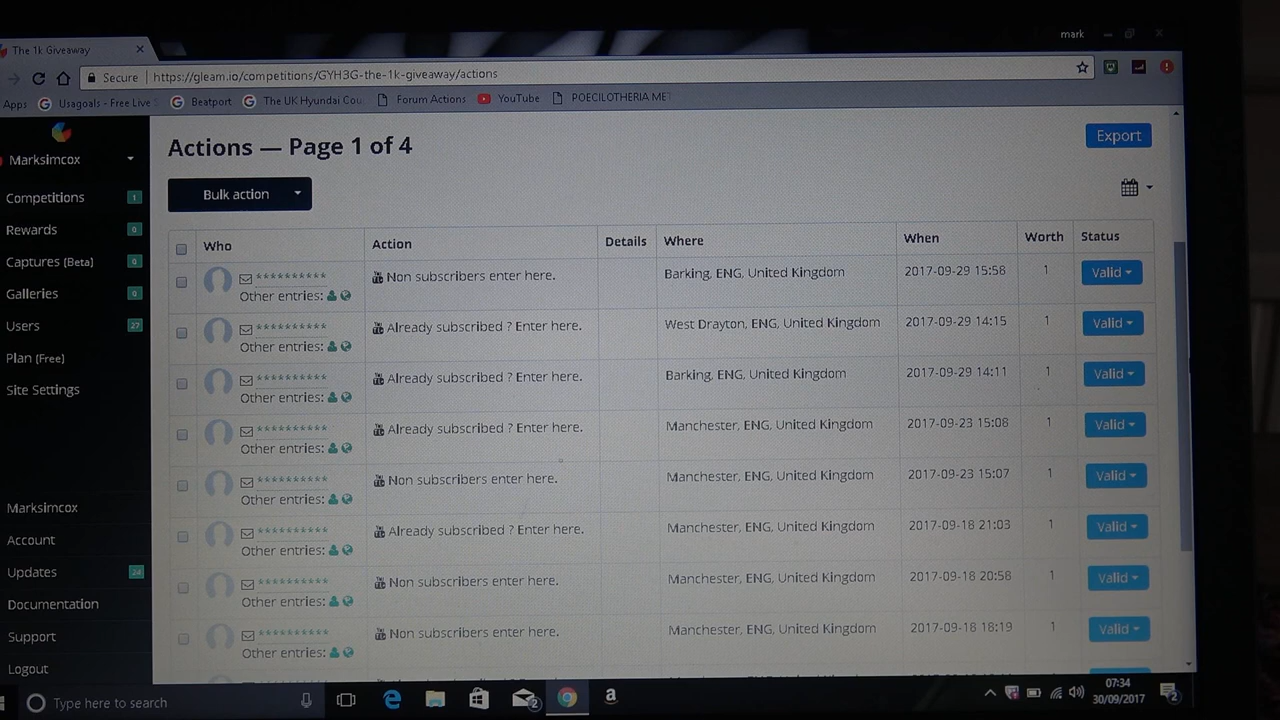 mark
The 1k Giveaway
Secure https://gleam.io/competitions/GYH3G-the-1k-giveaway/actions
Apps Usagoals - Free Live Beatport The UK Hyundai Cou Forum Actions YouTube POECILOTHERIA MET
Marksimcox
Competitions 1
Rewards 0
Captures (Beta) 0
Galleries 0
Users 27
Plan (Free)
Site Settings
Marksimcox
Account
Updates 24
Documentation
Support
Logout
Actions — Page 1 of 4
Export
Bulk action
Who Action Details Where When Worth Status
********** Non subscribers enter here. Barking, ENG, United Kingdom 2017-09-29 15:58 1 Valid
Other entries:
********** Already subscribed ? Enter here. West Drayton, ENG, United Kingdom 2017-09-29 14:15 1 Valid
Other entries:
********** Already subscribed ? Enter here. Barking, ENG, United Kingdom 2017-09-29 14:11 1 Valid
Other entries:
********** Already subscribed ? Enter here. Manchester, ENG, United Kingdom 2017-09-23 15:08 1 Valid
Other entries:
********** Non subscribers enter here. Manchester, ENG, United Kingdom 2017-09-23 15:07 1 Valid
Other entries:
********** Already subscribed ? Enter here. Manchester, ENG, United Kingdom 2017-09-18 21:03 1 Valid
Other entries:
********** Non subscribers enter here. Manchester, ENG, United Kingdom 2017-09-18 20:58 1 Valid
Other entries:
********** Non subscribers enter here. Manchester, ENG, United Kingdom 2017-09-18 18:19 1 Valid
Other entries:
Type here to search
2
07:34
30/09/2017
2